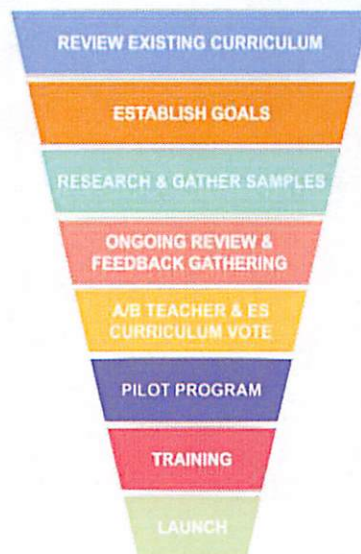 REVIEW EXISTING CURRICULUM
ESTABLISH GOALS
RESEARCH & GATHER SAMPLES
ONGOING REVIEW &
FEEDBACK GATHERING
A/B TEACHER & ES
CURRICULUM VOTE
PILOT PROGRAM
TRAINING
LAUNCH